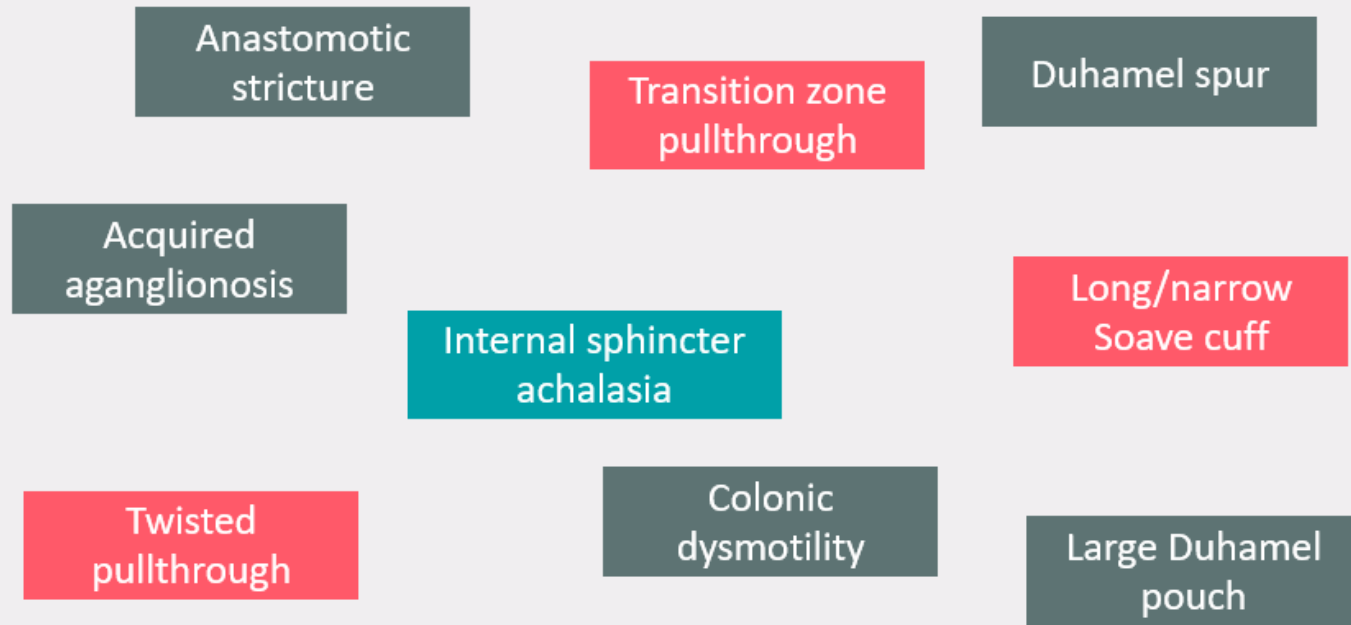 Anastomotic
stricture
Transition zone
pullthrough
Duhamel spur
Acquired
aganglionosis
Long/narrow
Soave cuff
Internal sphincter
achalasia
Twisted
pullthrough
Colonic
dysmotility
Large Duhamel
pouch